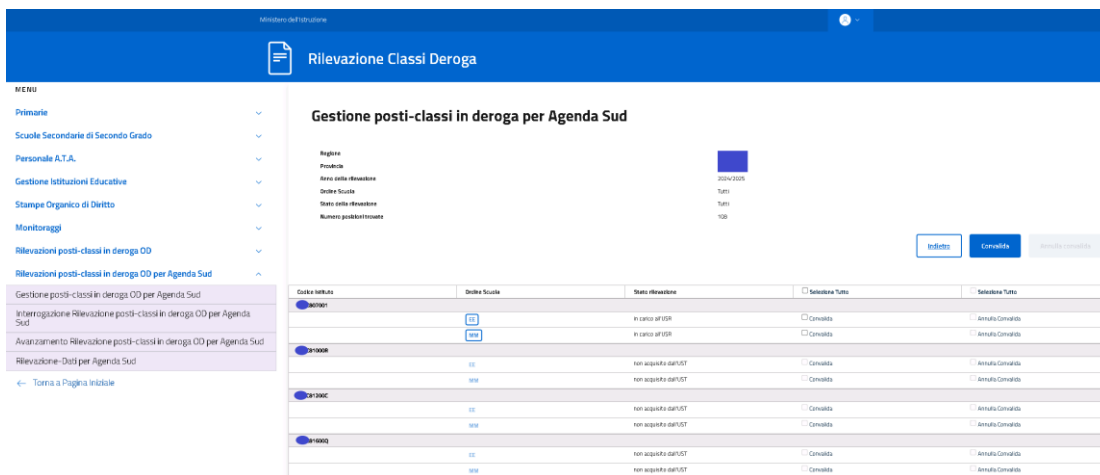 Ministero dell'Istruzione
Rilevazione Classi Deroga
MENU
Primarie
Scuole Secondarie di Secondo Grado
Personale A.T.A.
Gestione Istituzioni Educative
Stampe Organico di Diritto
Monitoraggi
Rilevazioni posti-classi in deroga OD
Rilevazioni posti-classi in deroga OD per Agenda Sud
Gestione posti-classi in deroga OD per Agenda Sud
Interrogazione Rilevazione posti-classi in deroga OD per Agenda
Sud
Avanzamento Rilevazione posti-classi in deroga OD per Agenda Sud
Rilevazione-Dati per Agenda Sud
← Torna a Pagina Iniziale
Gestione posti-classi in deroga per Agenda Sud
Regione
Provincia
Anno della rilevazione 2024/2025
Ordine Scuola Tutti
Stato della rilevazione Tutti
Numero posizioni trovate 108
Indietro Convalida Annulla convalida
Codice Istituto Ordine Scuola Stato rilevazione Seleziona Tutto Seleziona Tutto
EE in carico all'USR Convalida Annulla Convalida
MM in carico all'USR Convalida Annulla Convalida
EE non acquisito dall'UST Convalida Annulla Convalida
MM non acquisito dall'UST Convalida Annulla Convalida
EE non acquisito dall'UST Convalida Annulla Convalida
MM non acquisito dall'UST Convalida Annulla Convalida
EE non acquisito dall'UST Convalida Annulla Convalida
MM non acquisito dall'UST Convalida Annulla Convalida